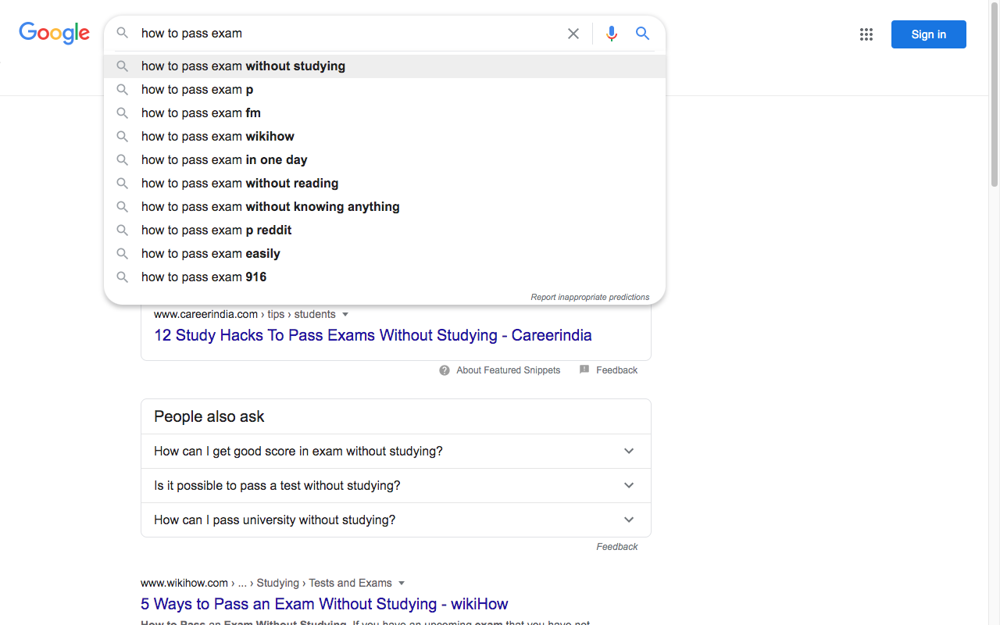 Google
how to pass exam
Sign in
how to pass exam without studying
how to pass exam p
how to pass exam fm
how to pass exam wikihow
how to pass exam in one day
how to pass exam without reading
how to pass exam without knowing anything
how to pass exam p reddit
how to pass exam easily
how to pass exam 916
Report inappropriate predictions
www.careerindia.com › tips › students
12 Study Hacks To Pass Exams Without Studying - Careerindia
About Featured Snippets
Feedback
People also ask
How can I get good score in exam without studying?
Is it possible to pass a test without studying?
How can I pass university without studying?
Feedback
www.wikihow.com › ... › Studying › Tests and Exams
5 Ways to Pass an Exam Without Studying - wikiHow
How to Pass an Exam Without Studying. If you have an upcoming exam that you have not